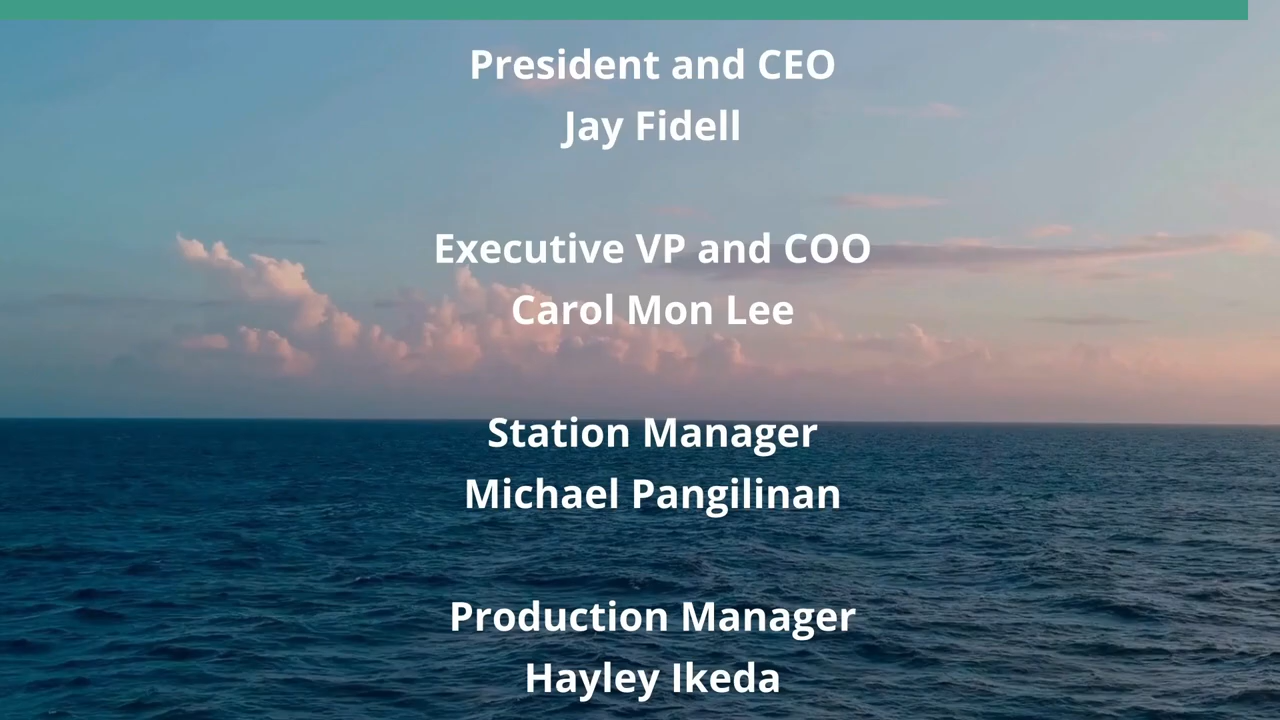 President and CEO
Jay Fidell
Executive VP and COO
Carol Mon Lee
Station Manager
Michael Pangilinan
Production Manager
Hayley Ikeda